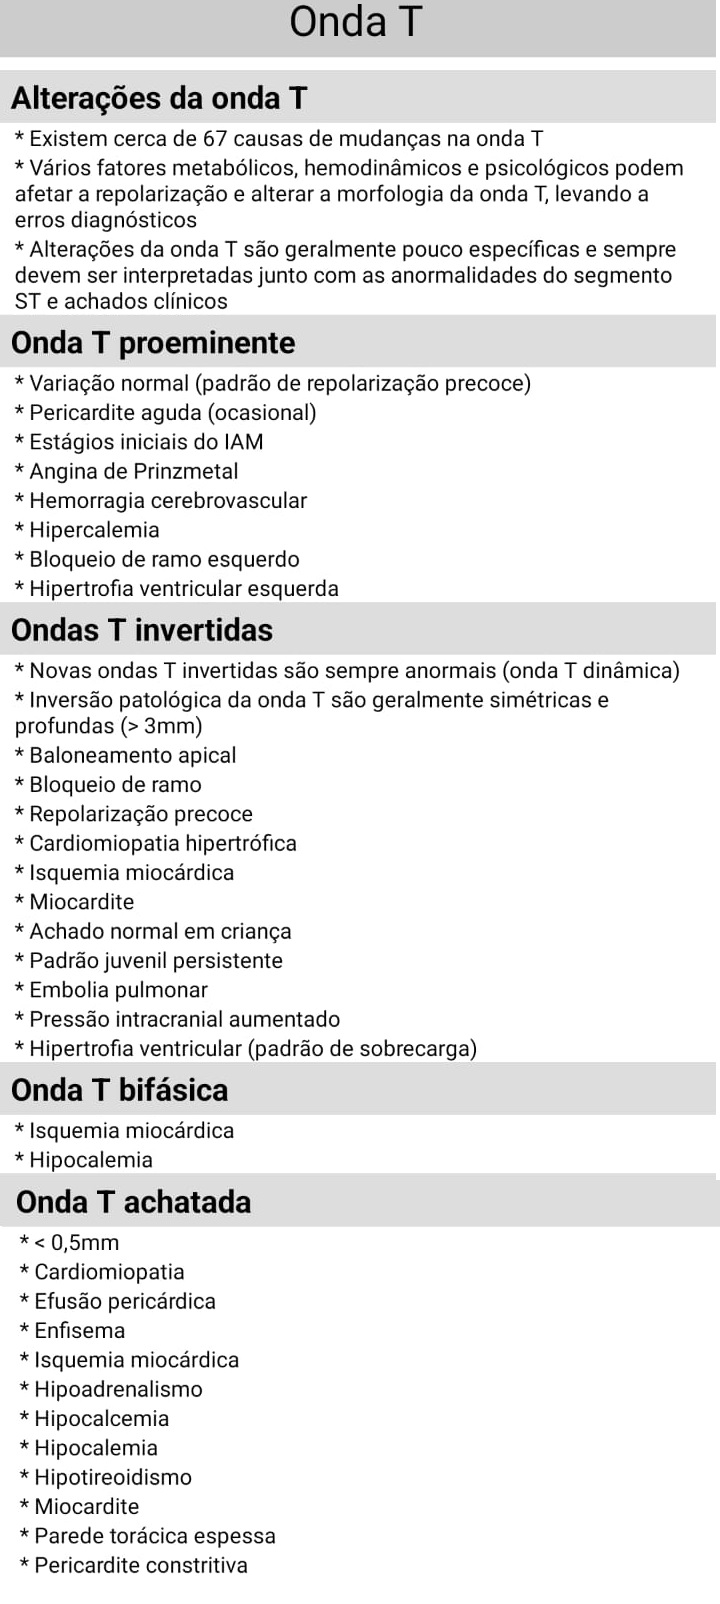 Onda T
Alterações da onda T
* Existem cerca de 67 causas de mudanças na onda T
* Vários fatores metabólicos, hemodinâmicos e psicológicos podem
afetar a repolarização e alterar a morfologia da onda T, levando a
erros diagnósticos
* Alterações da onda T são geralmente pouco específicas e sempre
devem ser interpretadas junto com as anormalidades do segmento
ST e achados clínicos
Onda T proeminente
* Variação normal (padrão de repolarização precoce)
* Pericardite aguda (ocasional)
* Estágios iniciais do IAM
* Angina de Prinzmetal
* Hemorragia cerebrovascular
* Hipercalemia
* Bloqueio de ramo esquerdo
* Hipertrofia ventricular esquerda
Ondas T invertidas
* Novas ondas T invertidas são sempre anormais (onda T dinâmica)
* Inversão patológica da onda T são geralmente simétricas e
profundas (> 3mm)
* Baloneamento apical
* Bloqueio de ramo
* Repolarização precoce
* Cardiomiopatia hipertrófica
* Isquemia miocárdica
* Miocardite
* Achado normal em criança
* Padrão juvenil persistente
* Embolia pulmonar
* Pressão intracranial aumentado
* Hipertrofia ventricular (padrão de sobrecarga)
Onda T bifásica
* Isquemia miocárdica
* Hipocalemia
Onda T achatada
* < 0,5mm
* Cardiomiopatia
* Efusão pericárdica
* Enfisema
* Isquemia miocárdica
* Hipoadrenalismo
* Hipocalcemia
* Hipocalemia
* Hipotireoidismo
* Miocardite
* Parede torácica espessa
* Pericardite constritiva